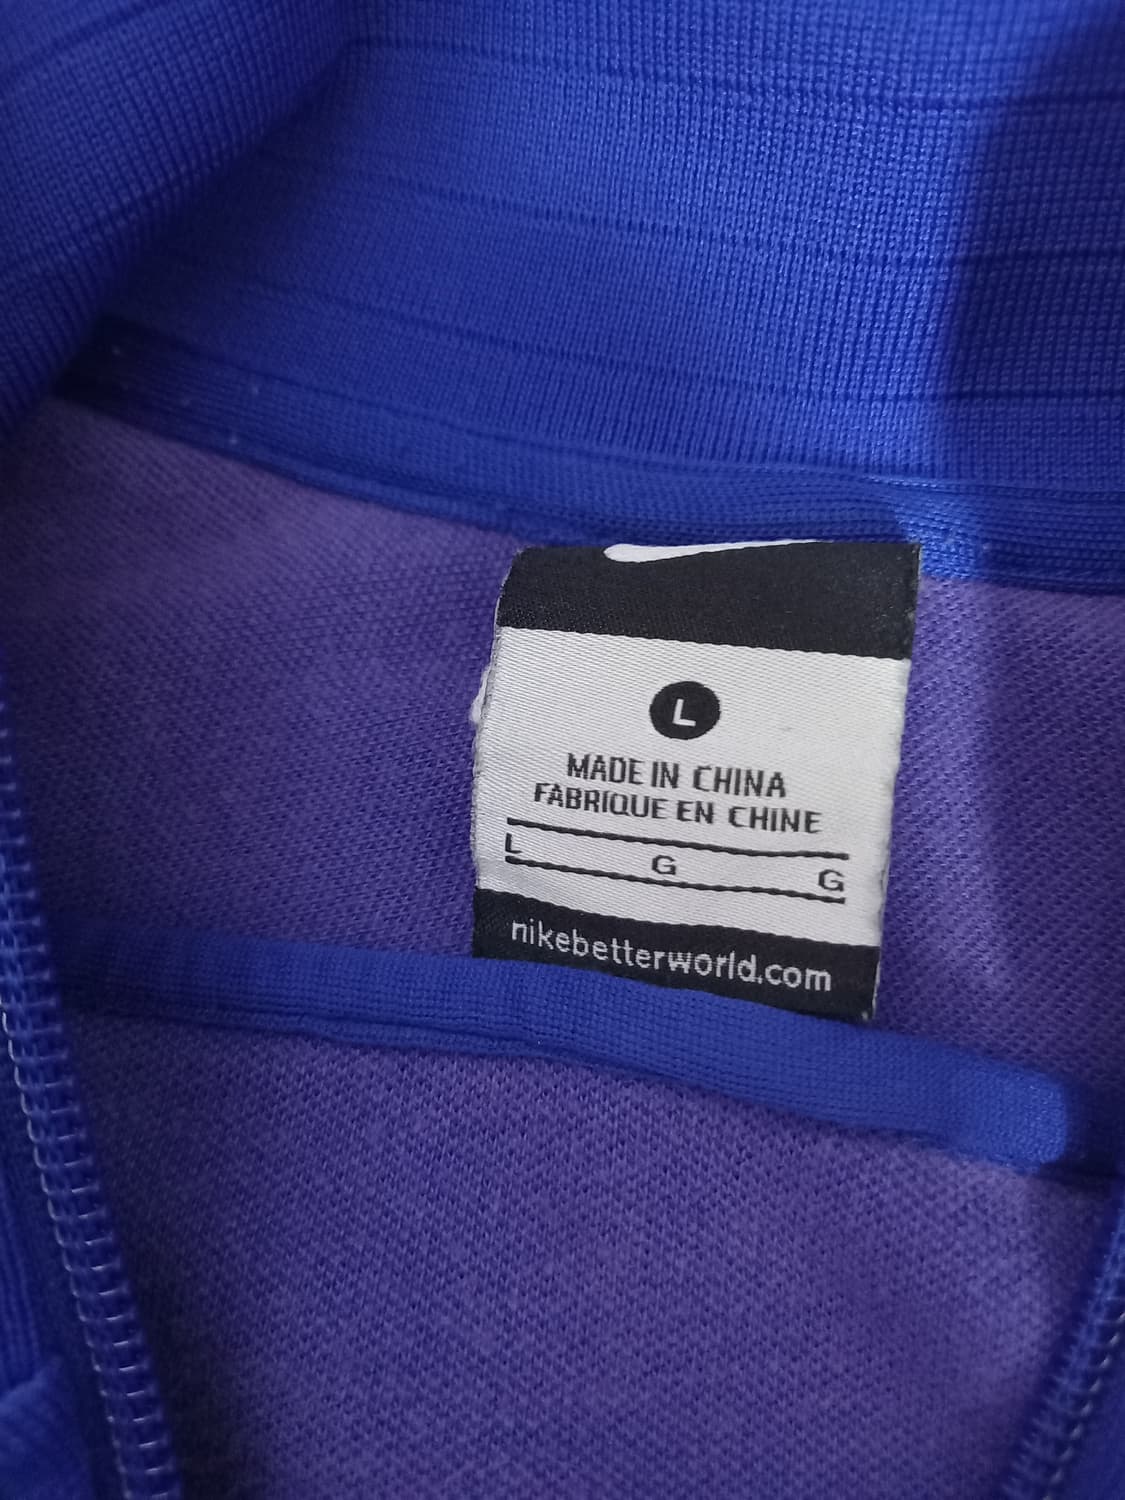 L
MADE IN CHINA
FABRIQUE EN CHINE
L G G
nikebetterworld.com